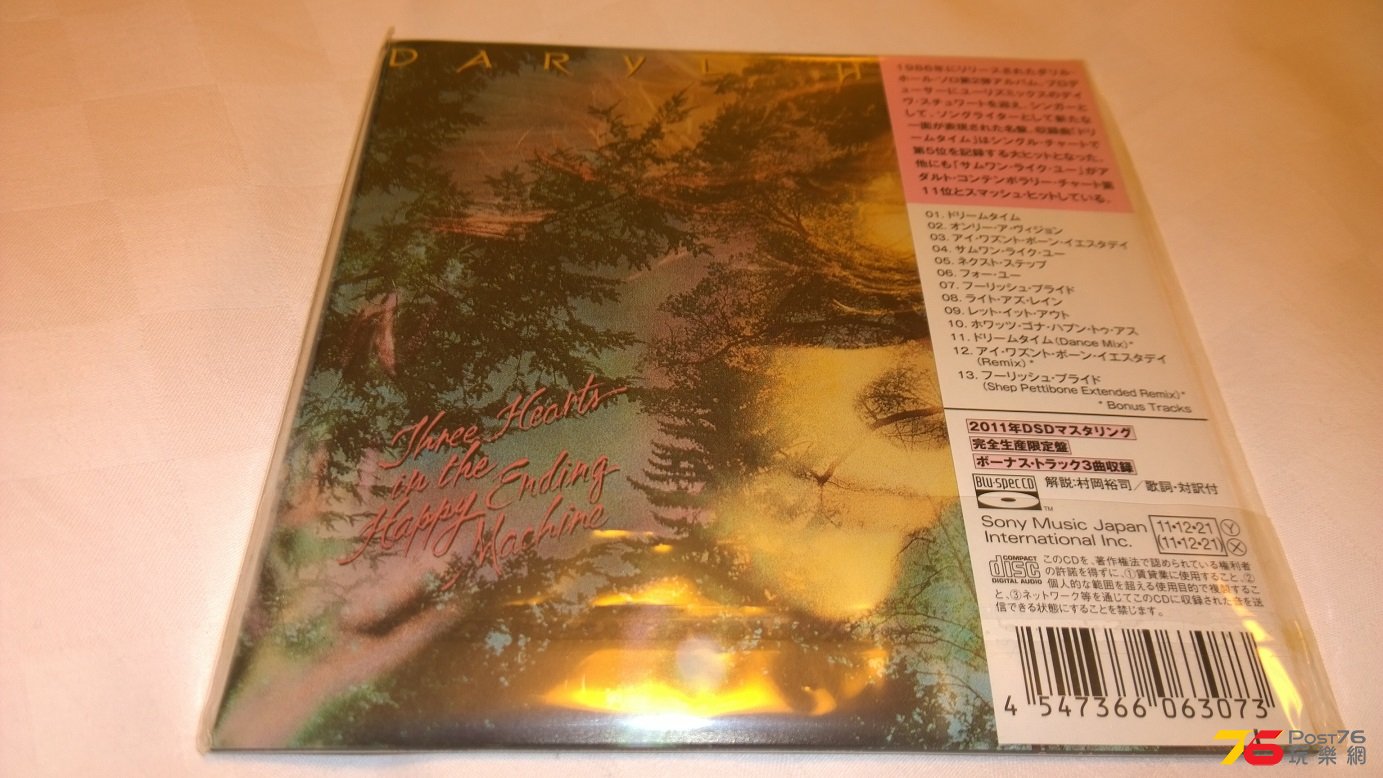 DARYL H
Three Hearts
in the
Happy Ending
Machine
1986年にリリースされたダリル・
ホール・ソロ第2弾アルバム。プロデ
ューサーにユーリズミックスのデイ
ヴ・スチュワートを迎え、シンガーと
して、ソングライターとして新たな
一面が表現された名盤。収録曲「ドリ
ームタイム」はシングル・チャートで
第5位を記録する大ヒットとなった。
他にも「サムワン・ライク・ユー」がア
ダルト・コンテンポラリー・チャート第
11位とスマッシュ・ヒットしている。
01. ドリームタイム
02. オンリー・ア・ヴィジョン
03. アイ・ワズント・ボーン・イエスタデイ
04. サムワン・ライク・ユー
05. ネクスト・ステップ
06. フォー・ユー
07. フーリッシュ・プライド
08. ライト・アズ・レイン
09. レット・イット・アウト
10. ホワッツ・ゴナ・ハプン・トゥ・アス
11. ドリームタイム(Dance Mix)*
12. アイ・ワズント・ボーン・イエスタデイ
(Remix)*
13. フーリッシュ・プライド
(Shep Pettibone Extended Remix)*
* Bonus Tracks
2011年DSDマスタリング
完全生産限定盤
ボーナス・トラック3曲収録
Blu-specCD TM 解説:村岡裕司/歌詞・対訳付
Sony Music Japan
International Inc.
11•12•21 Y
(11•12•21) X
COMPACT
disc
DIGITAL AUDIO
このCDを、著作権法で認められている権利者
の許諾を得ずに、①賃貸業に使用すること、②
個人的な範囲を超える使用目的で複製するこ
と、③ネットワーク等を通じてこのCDに収録された音を送
信できる状態にすることを禁じます。
4 547366 063073
76 Post76
玩樂網